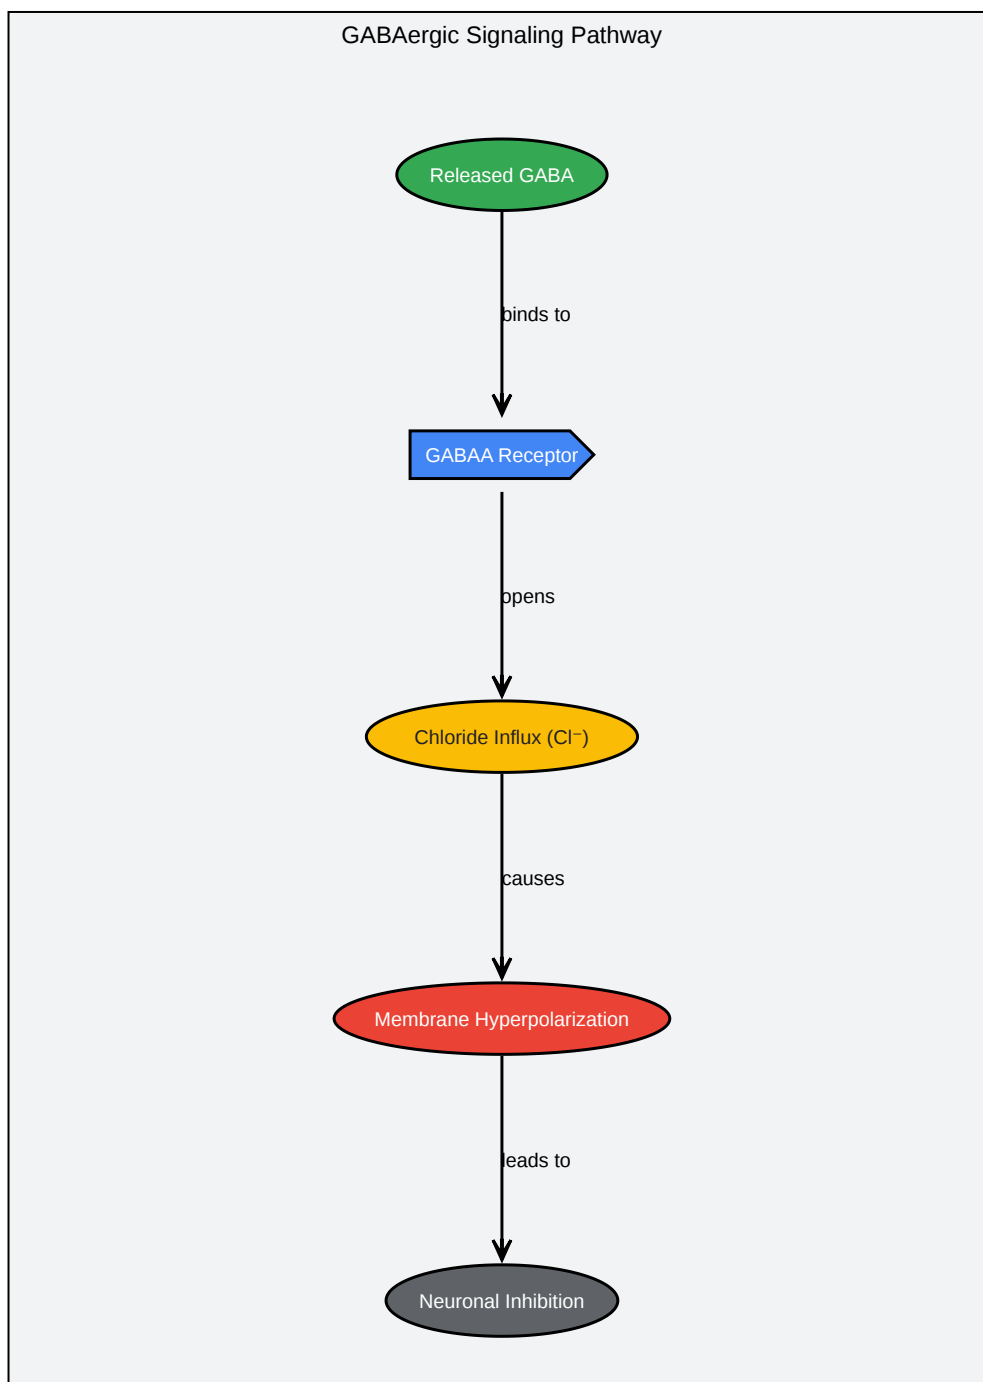 GABAergic Signaling Pathway
Released GABA
binds to
GABAA Receptor
opens
Chloride Influx (Cl⁻)
causes
Membrane Hyperpolarization
leads to
Neuronal Inhibition